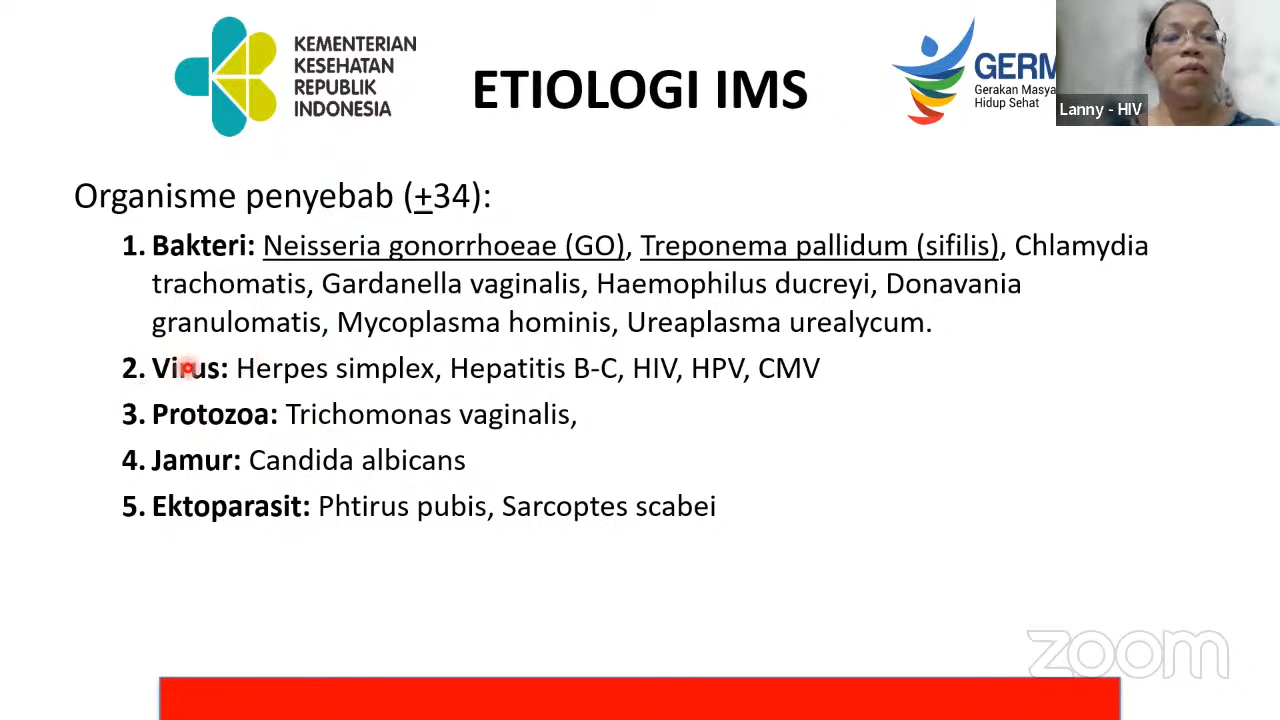 KEMENTERIAN
KESEHATAN
REPUBLIK
INDONESIA
ETIOLOGI IMS
GERM
Gerakan Masya
Hidup Sehat
Lanny - HIV
Organisme penyebab (+34):
1. Bakteri: Neisseria gonorrhoeae (GO), Treponema pallidum (sifilis), Chlamydia
trachomatis, Gardanella vaginalis, Haemophilus ducreyi, Donavania
granulomatis, Mycoplasma hominis, Ureaplasma urealycum.
2. Virus: Herpes simplex, Hepatitis B-C, HIV, HPV, CMV
3. Protozoa: Trichomonas vaginalis,
4. Jamur: Candida albicans
5. Ektoparasit: Phtirus pubis, Sarcoptes scabei
zoom